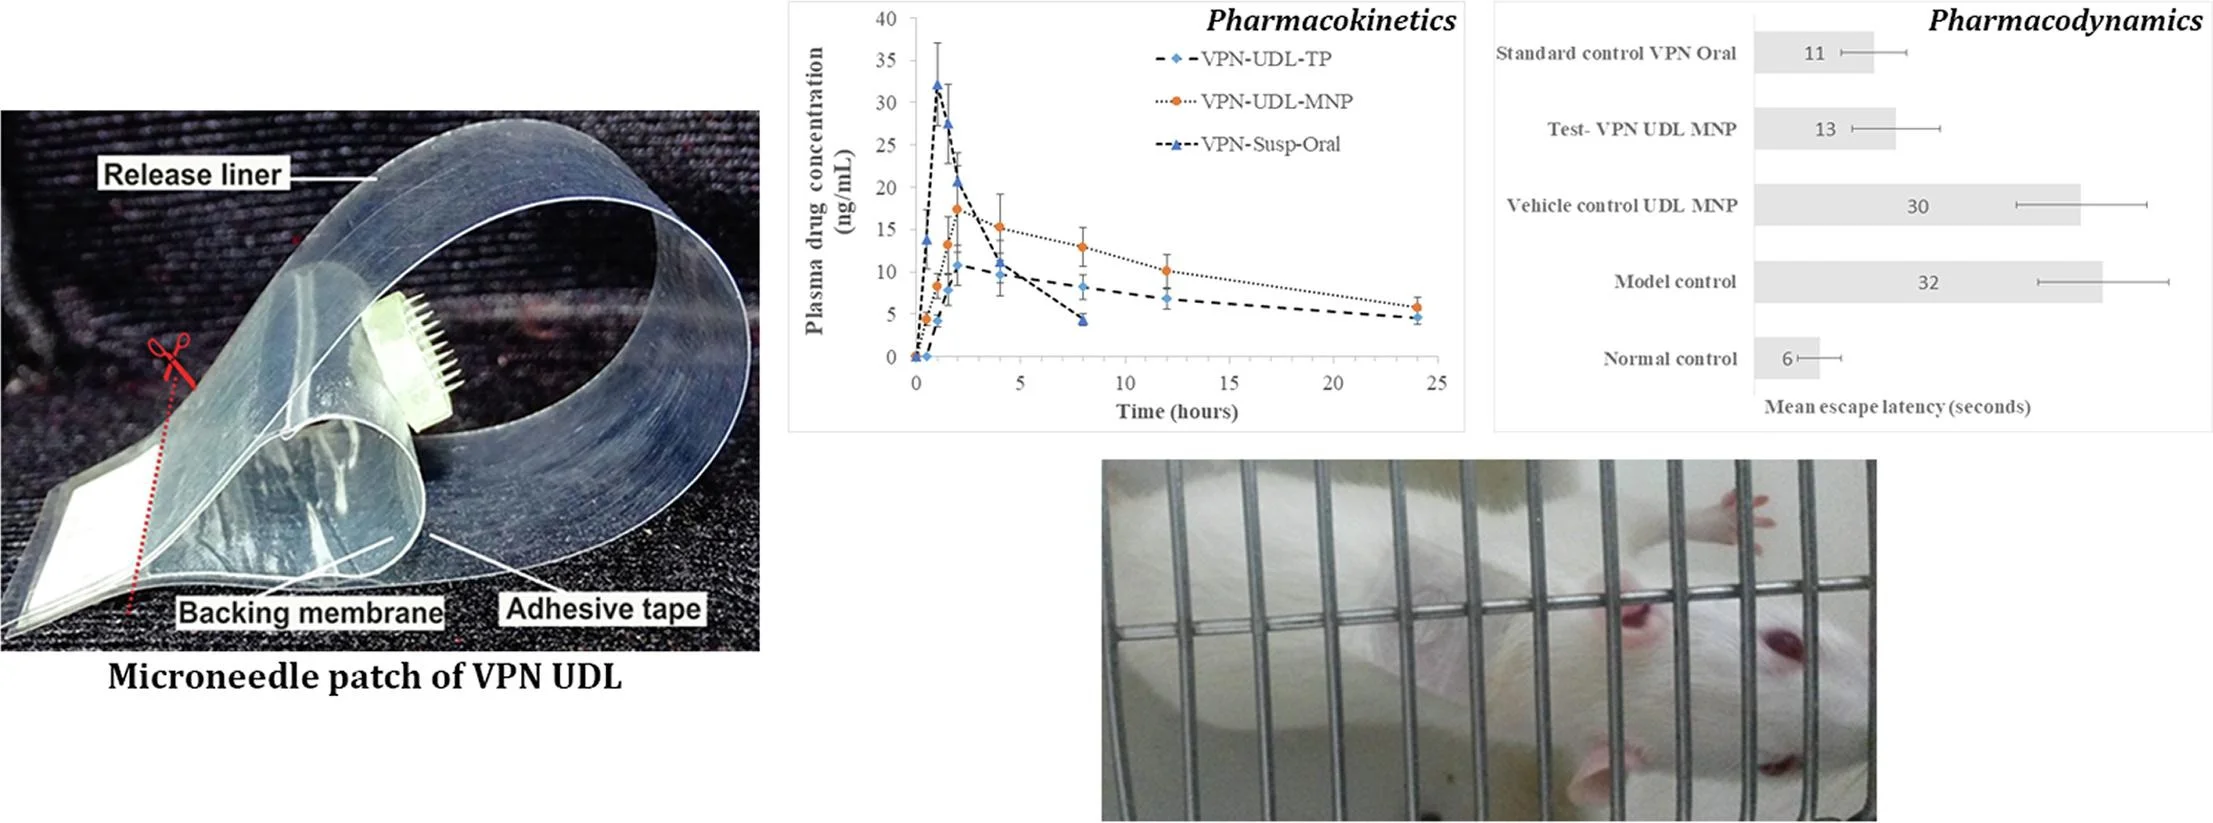 Release liner
Backing membrane
Adhesive tape
Microneedle patch of VPN UDL
Pharmacokinetics
Plasma drug concentration
(ng/mL)
40
35
30
25
20
15
10
5
0
VPN-UDL-TP
VPN-UDL-MNP
VPN-Susp-Oral
0 5 10 15 20 25
Time (hours)
Pharmacodynamics
Standard control VPN Oral 11
Test- VPN UDL MNP 13
Vehicle control UDL MNP 30
Model control 32
Normal control 6
Mean escape latency (seconds)